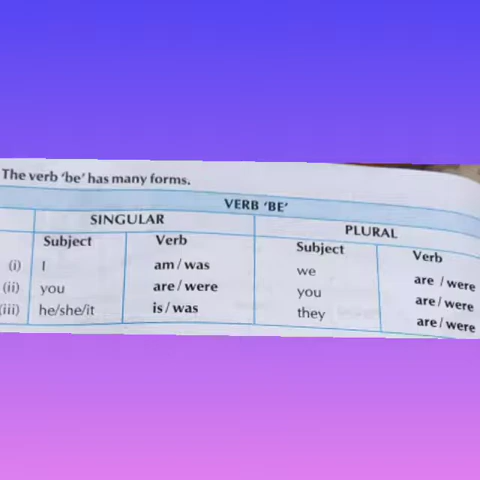 The verb 'be' has many forms.
VERB 'BE'
SINGULAR PLURAL
Subject Verb Subject Verb
(i) I am / was we are / were
(ii) you are / were you are / were
(iii) he/she/it is / was they are / were